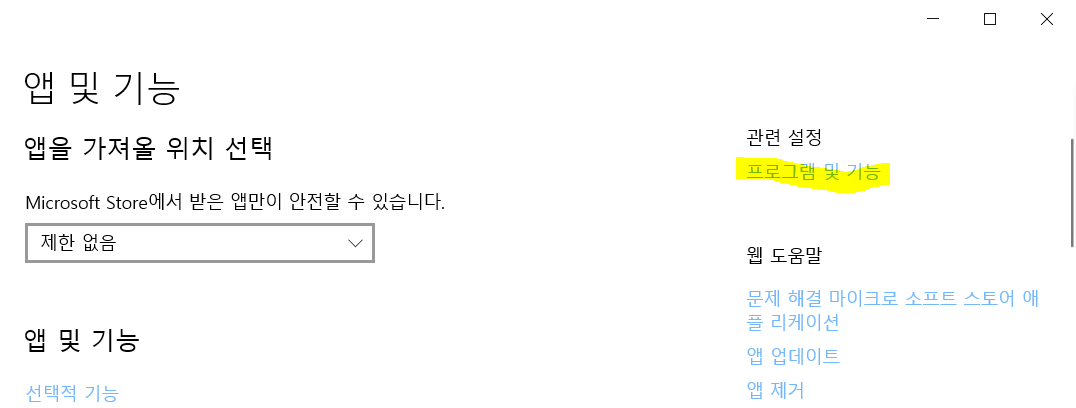 앱 및 기능
앱을 가져올 위치 선택
Microsoft Store에서 받은 앱만이 안전할 수 있습니다.
제한 없음
앱 및 기능
선택적 기능
관련 설정
프로그램 및 기능
웹 도움말
문제 해결 마이크로 소프트 스토어 애
플 리케이션
앱 업데이트
앱 제거